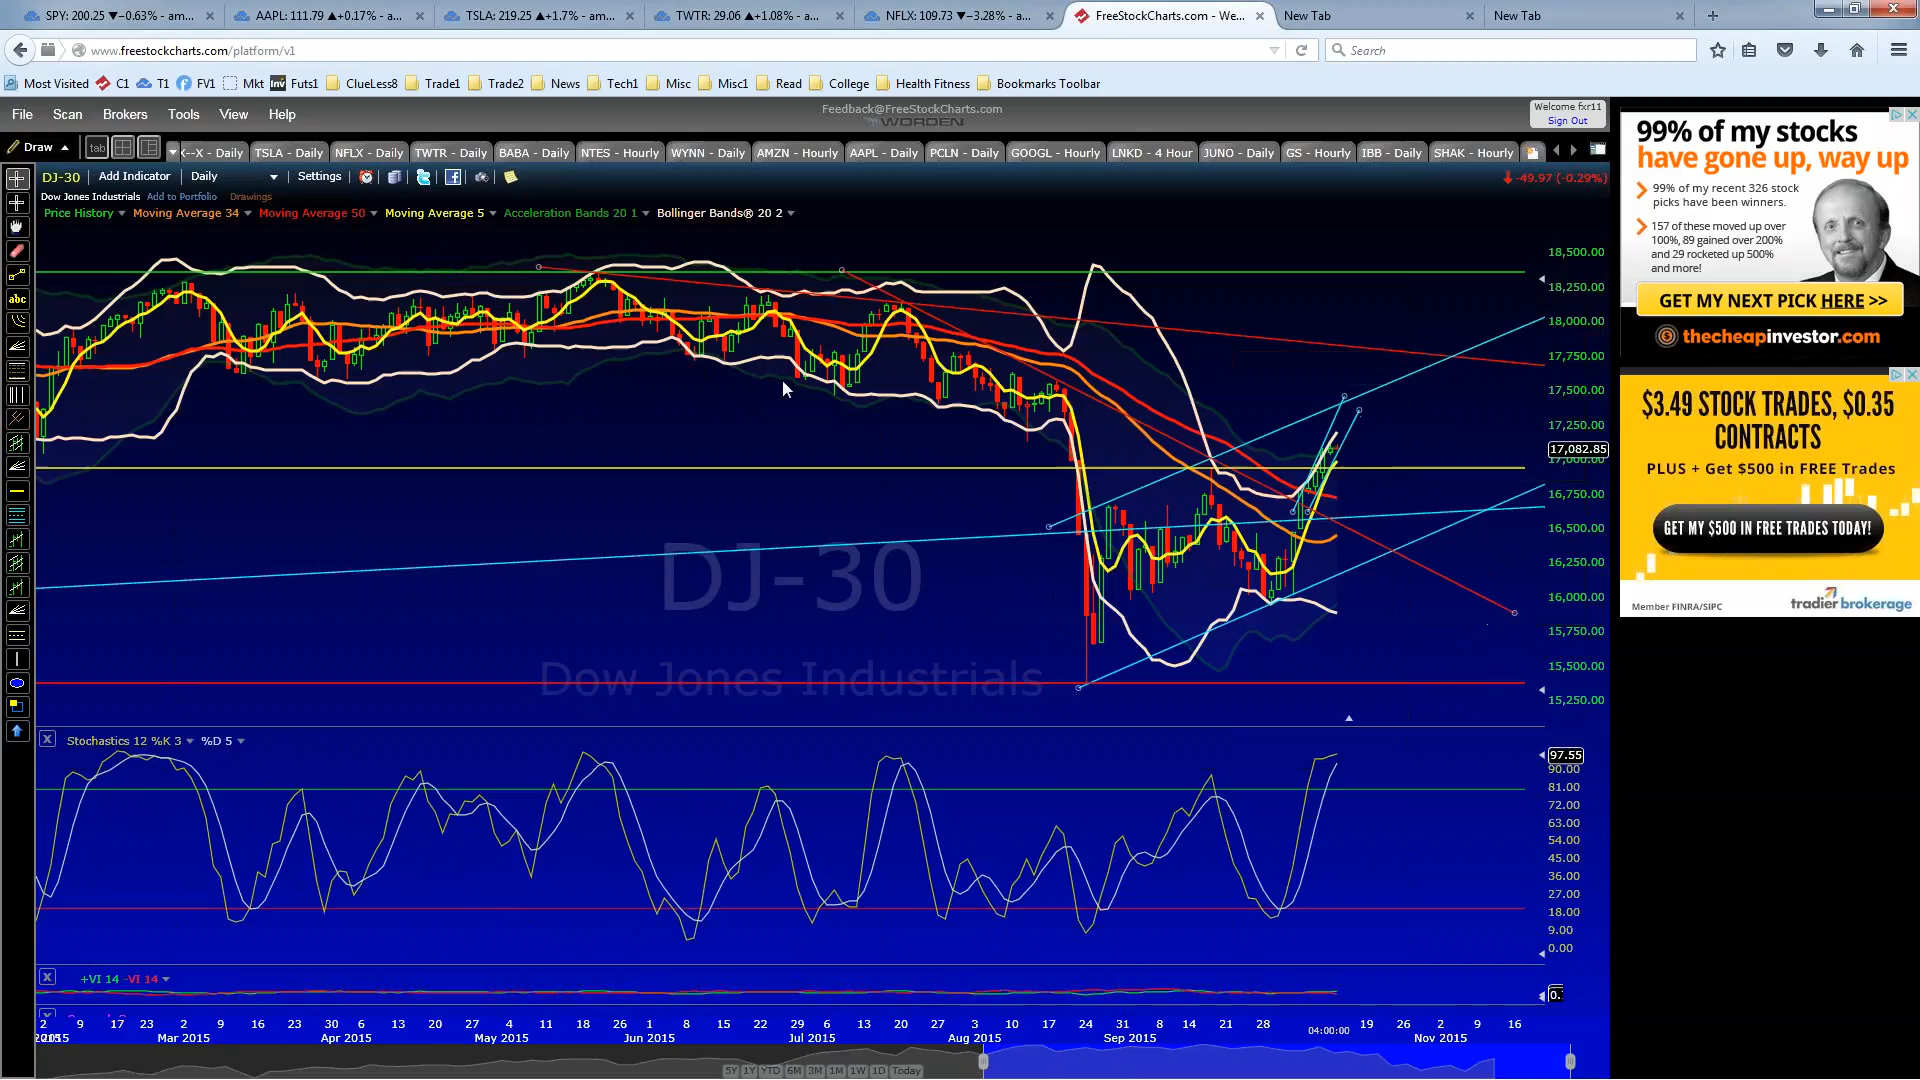 SPY: 200.25 ▼−0.63% - am...
AAPL: 111.79 ▲+0.17% - a...
TSLA: 219.25 ▲+1.7% - am...
TWTR: 29.06 ▲+1.08% - am...
NFLX: 109.73 ▼−3.28% - a...
FreeStockCharts.com - We...
New Tab
New Tab
www.freestockcharts.com/platform/v1
Search
Most Visited C1 T1 FV1 Mkt Inv Futs1 ClueLess8 Trade1 Trade2 News Tech1 Misc Misc1 Read College Health Fitness Bookmarks Toolbar
File Scan Brokers Tools View Help
Feedback@FreeStockCharts.com
WORDEN
Welcome fxr11
Sign Out
Draw tab X--X - Daily TSLA - Daily NFLX - Daily TWTR - Daily BABA - Daily NTES - Hourly WYNN - Daily AMZN - Hourly AAPL - Daily PCLN - Daily GOOGL - Hourly LNKD - 4 Hour JUNO - Daily GS - Hourly IBB - Daily SHAK - Hourly
DJ-30 Add Indicator Daily Settings
-49.97 (-0.29%)
Dow Jones Industrials Add to Portfolio Drawings
Price History Moving Average 34 Moving Average 50 Moving Average 5 Acceleration Bands 20 1 Bollinger Bands® 20 2
abc
18,500.00
18,250.00
18,000.00
17,750.00
17,500.00
17,250.00
17,082.85
17,000.00
16,750.00
16,500.00
16,250.00
16,000.00
15,750.00
15,500.00
15,250.00
DJ-30
Dow Jones Industrials
Stochastics 12 %K 3 %D 5
97.55
90.00
81.00
72.00
63.00
54.00
45.00
36.00
27.00
18.00
9.00
0.00
+VI 14 -VI 14
0.
2 9 17 23 2 9 16 23 30 6 13 20 27 4 11 18 26 1 8 15 22 29 6 13 20 27 3 10 17 24 31 8 14 21 28 04:00:00 19 26 2 9 16
2015 Mar 2015 Apr 2015 May 2015 Jun 2015 Jul 2015 Aug 2015 Sep 2015 Nov 2015
5Y 1Y YTD 6M 3M 1M 1W 1D Today
99% of my stocks
have gone up, way up
99% of my recent 326 stock
picks have been winners.
157 of these moved up over
100%, 89 gained over 200%
and 29 rocketed up 500%
and more!
GET MY NEXT PICK HERE >>
thecheapinvestor.com
$3.49 STOCK TRADES, $0.35
CONTRACTS
PLUS + Get $500 in FREE Trades
GET MY $500 IN FREE TRADES TODAY!
Member FINRA/SIPC
tradier brokerage